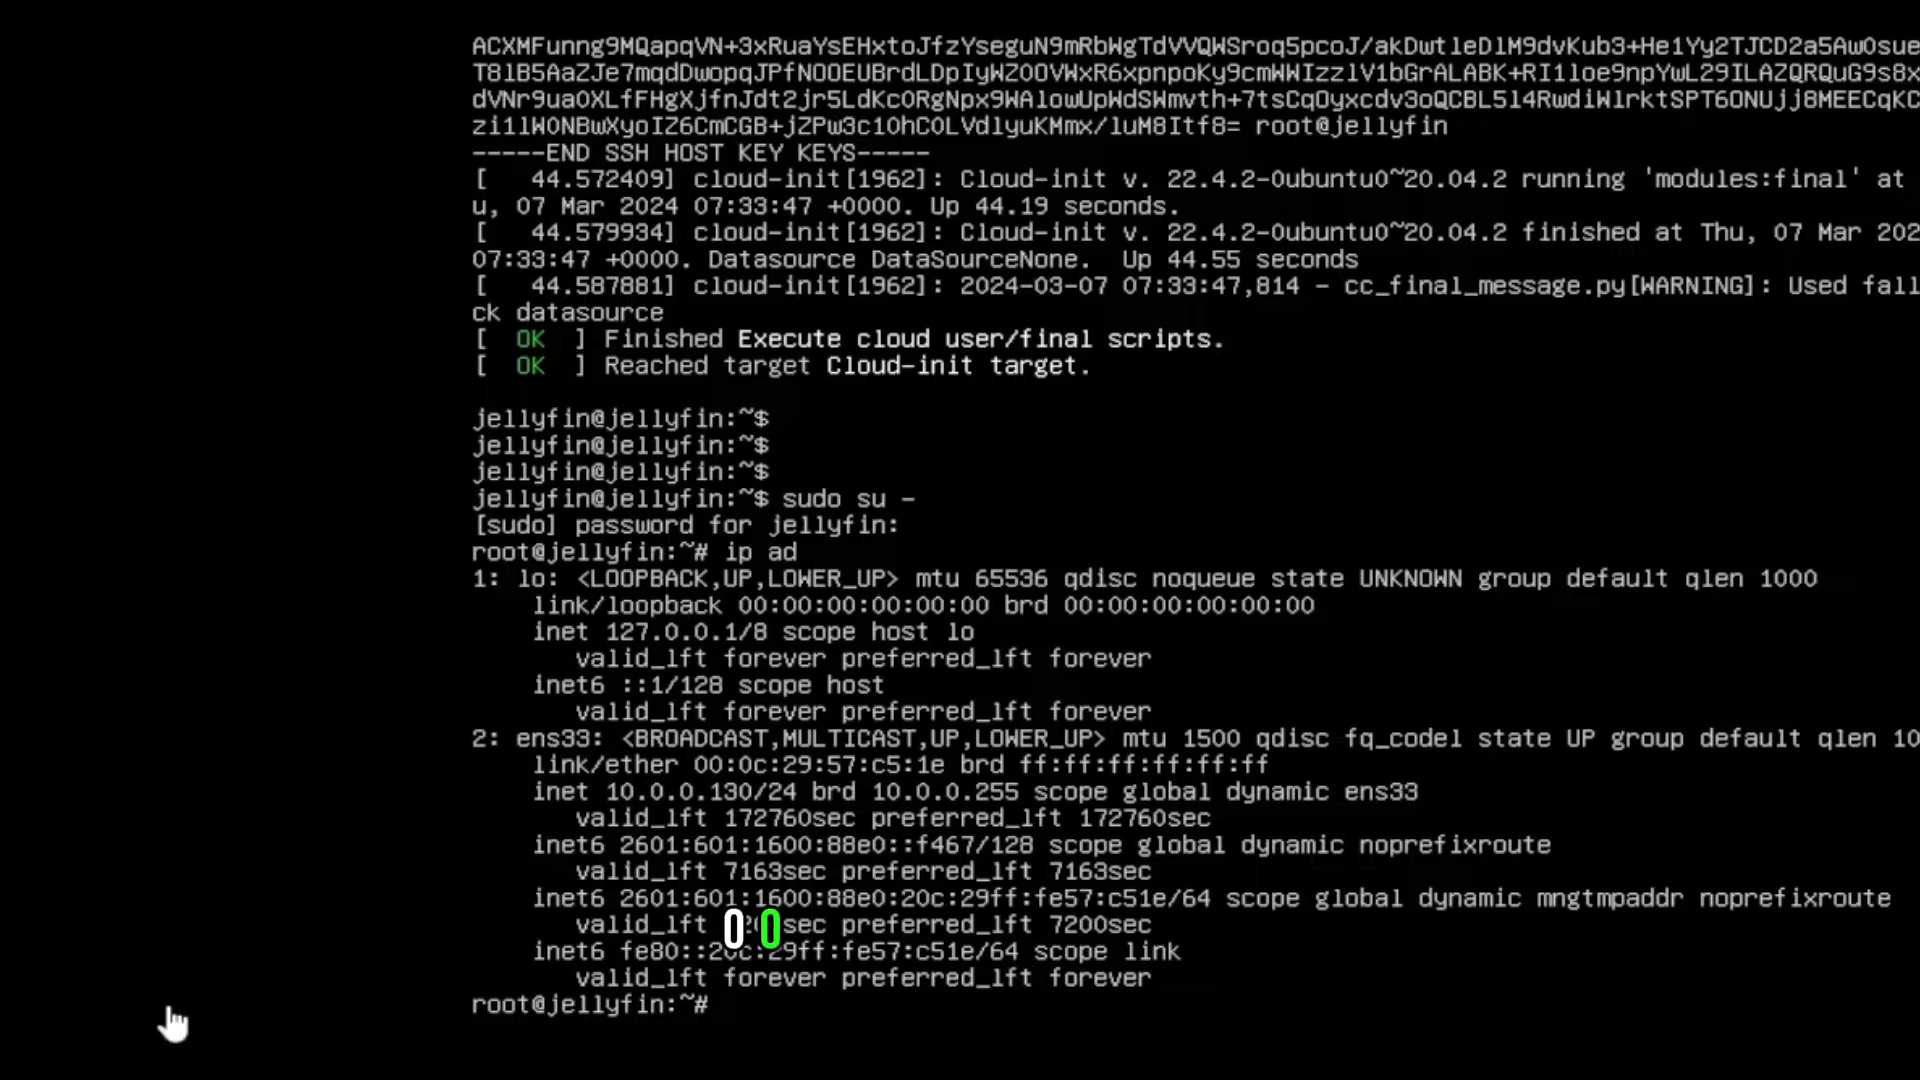 ACXMFunng9MQapqVN+3xRuaYsEHxtoJfzYseguN9mRbWgTdVVQWSroq5pcoJ/akDwtleDlM9dvKub3+He1Yy2TJCD2a5Aw0sue
T8lB5AaZJe7mqdDwopqJPfNOOEUBrdLDpIyWZ0OVWxR6xpnpoKy9cmWWIzzlV1bGrALABK+RI1loe9npYwL29ILAZQRQuG9s8x
dVNr9ua0XLfFHgXjfnJdt2jr5LdKc0RgNpx9WAlowUpWdSWmvth+7tsCqOyxcdv3oQCBL5l4RwdiWlrktSPT6ONUjj8MEECqKC
zi1lW0NBwXyoIZ6CmCGB+jZPw3c1OhC0LVdlyuKMmx/luM8Itf8= root@jellyfin
-----END SSH HOST KEY KEYS-----
[   44.572409] cloud-init[1962]: Cloud-init v. 22.4.2-0ubuntu0~20.04.2 running 'modules:final' at
u, 07 Mar 2024 07:33:47 +0000. Up 44.19 seconds.
[   44.579934] cloud-init[1962]: Cloud-init v. 22.4.2-0ubuntu0~20.04.2 finished at Thu, 07 Mar 202
07:33:47 +0000. Datasource DataSourceNone.  Up 44.55 seconds
[   44.587881] cloud-init[1962]: 2024-03-07 07:33:47,814 - cc_final_message.py[WARNING]: Used fall
ck datasource
[  OK  ] Finished Execute cloud user/final scripts.
[  OK  ] Reached target Cloud-init target.
jellyfin@jellyfin:~$
jellyfin@jellyfin:~$
jellyfin@jellyfin:~$
jellyfin@jellyfin:~$ sudo su -
[sudo] password for jellyfin:
root@jellyfin:~# ip ad
1: lo: <LOOPBACK,UP,LOWER_UP> mtu 65536 qdisc noqueue state UNKNOWN group default qlen 1000
    link/loopback 00:00:00:00:00:00 brd 00:00:00:00:00:00
    inet 127.0.0.1/8 scope host lo
       valid_lft forever preferred_lft forever
    inet6 ::1/128 scope host
       valid_lft forever preferred_lft forever
2: ens33: <BROADCAST,MULTICAST,UP,LOWER_UP> mtu 1500 qdisc fq_codel state UP group default qlen 10
    link/ether 00:0c:29:57:c5:1e brd ff:ff:ff:ff:ff:ff
    inet 10.0.0.130/24 brd 10.0.0.255 scope global dynamic ens33
       valid_lft 172760sec preferred_lft 172760sec
    inet6 2601:601:1600:88e0::f467/128 scope global dynamic noprefixroute
       valid_lft 7163sec preferred_lft 7163sec
    inet6 2601:601:1600:88e0:20c:29ff:fe57:c51e/64 scope global dynamic mngtmpaddr noprefixroute
       valid_lft sec preferred_lft 7200sec
    inet6 fe80::20c:29ff:fe57:c51e/64 scope link
       valid_lft forever preferred_lft forever
root@jellyfin:~#